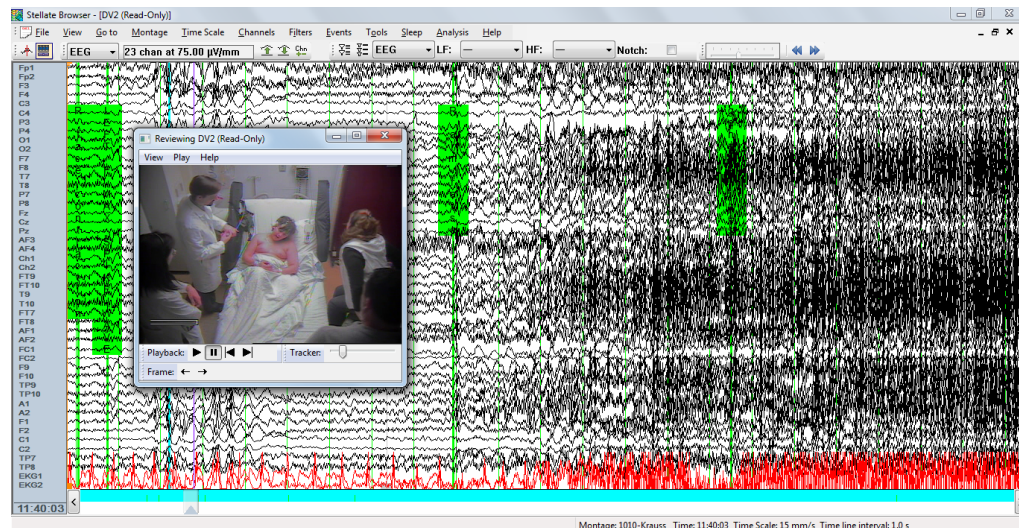 Stellate Browser - [DV2 (Read-Only)]
File View Go to Montage Time Scale Channels Filters Events Tools Sleep Analysis Help
EEG 23 chan at 75.00 µV/mm Chn EEG LF: — HF: — Notch:
Fp1
Fp2
F3
F4
C3
C4
P3
P4
O1
O2
F7
F8
T7
T8
P7
P8
Fz
Cz
Pz
AF3
AF4
Ch1
Ch2
FT9
FT10
T9
T10
FT7
FT8
AF1
AF2
FC1
FC2
F9
F10
TP9
TP10
A1
A2
F1
F2
C1
C2
TP7
TP8
EKG1
EKG2
Reviewing DV2 (Read-Only)
View Play Help
Playback: Tracker:
Frame:
11:40:03
Montage: 1010-Krauss Time: 11:40:03 Time Scale: 15 mm/s Time line interval: 1.0 s